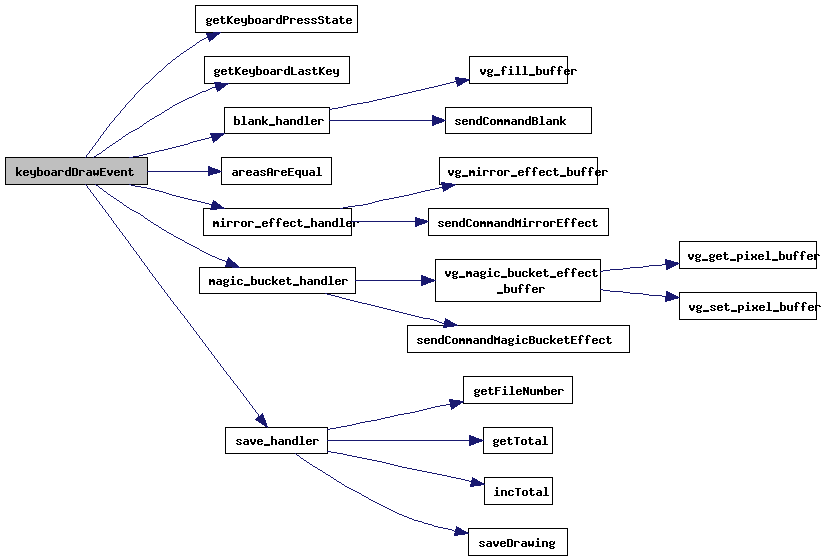 getKeyboardPressState
getKeyboardLastKey
vg_fill_buffer
blank_handler
sendCommandBlank
keyboardDrawEvent
areasAreEqual
vg_mirror_effect_buffer
mirror_effect_handler
sendCommandMirrorEffect
vg_get_pixel_buffer
magic_bucket_handler
vg_magic_bucket_effect
_buffer
vg_set_pixel_buffer
sendCommandMagicBucketEffect
getFileNumber
save_handler
getTotal
incTotal
saveDrawing